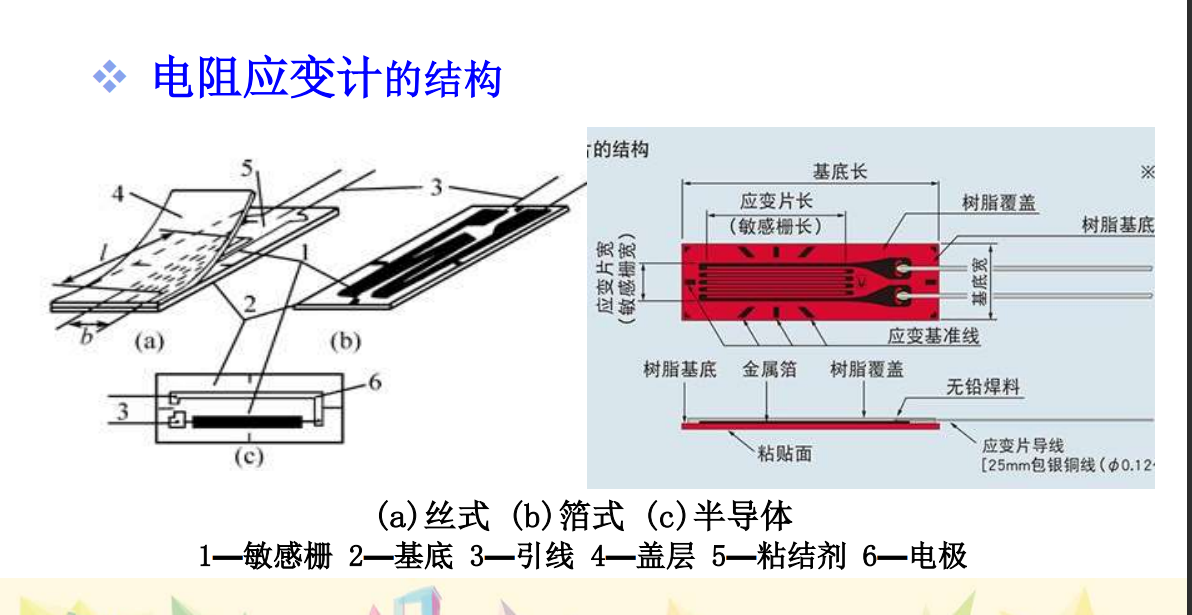 电阻应变计的结构
5
4
3
l
1
2
b
(a)
(b)
6
3
(c)
的结构
※
基底长
应变片长
(敏感栅长)
树脂覆盖
树脂基底
应变片宽
(敏感栅宽)
基底宽
应变基准线
树脂基底 金属箔 树脂覆盖
无铅焊料
粘贴面
应变片导线
[25mm包银铜线(φ0.12
(a)丝式 (b)箔式 (c)半导体
1—敏感栅 2—基底 3—引线 4—盖层 5—粘结剂 6—电极